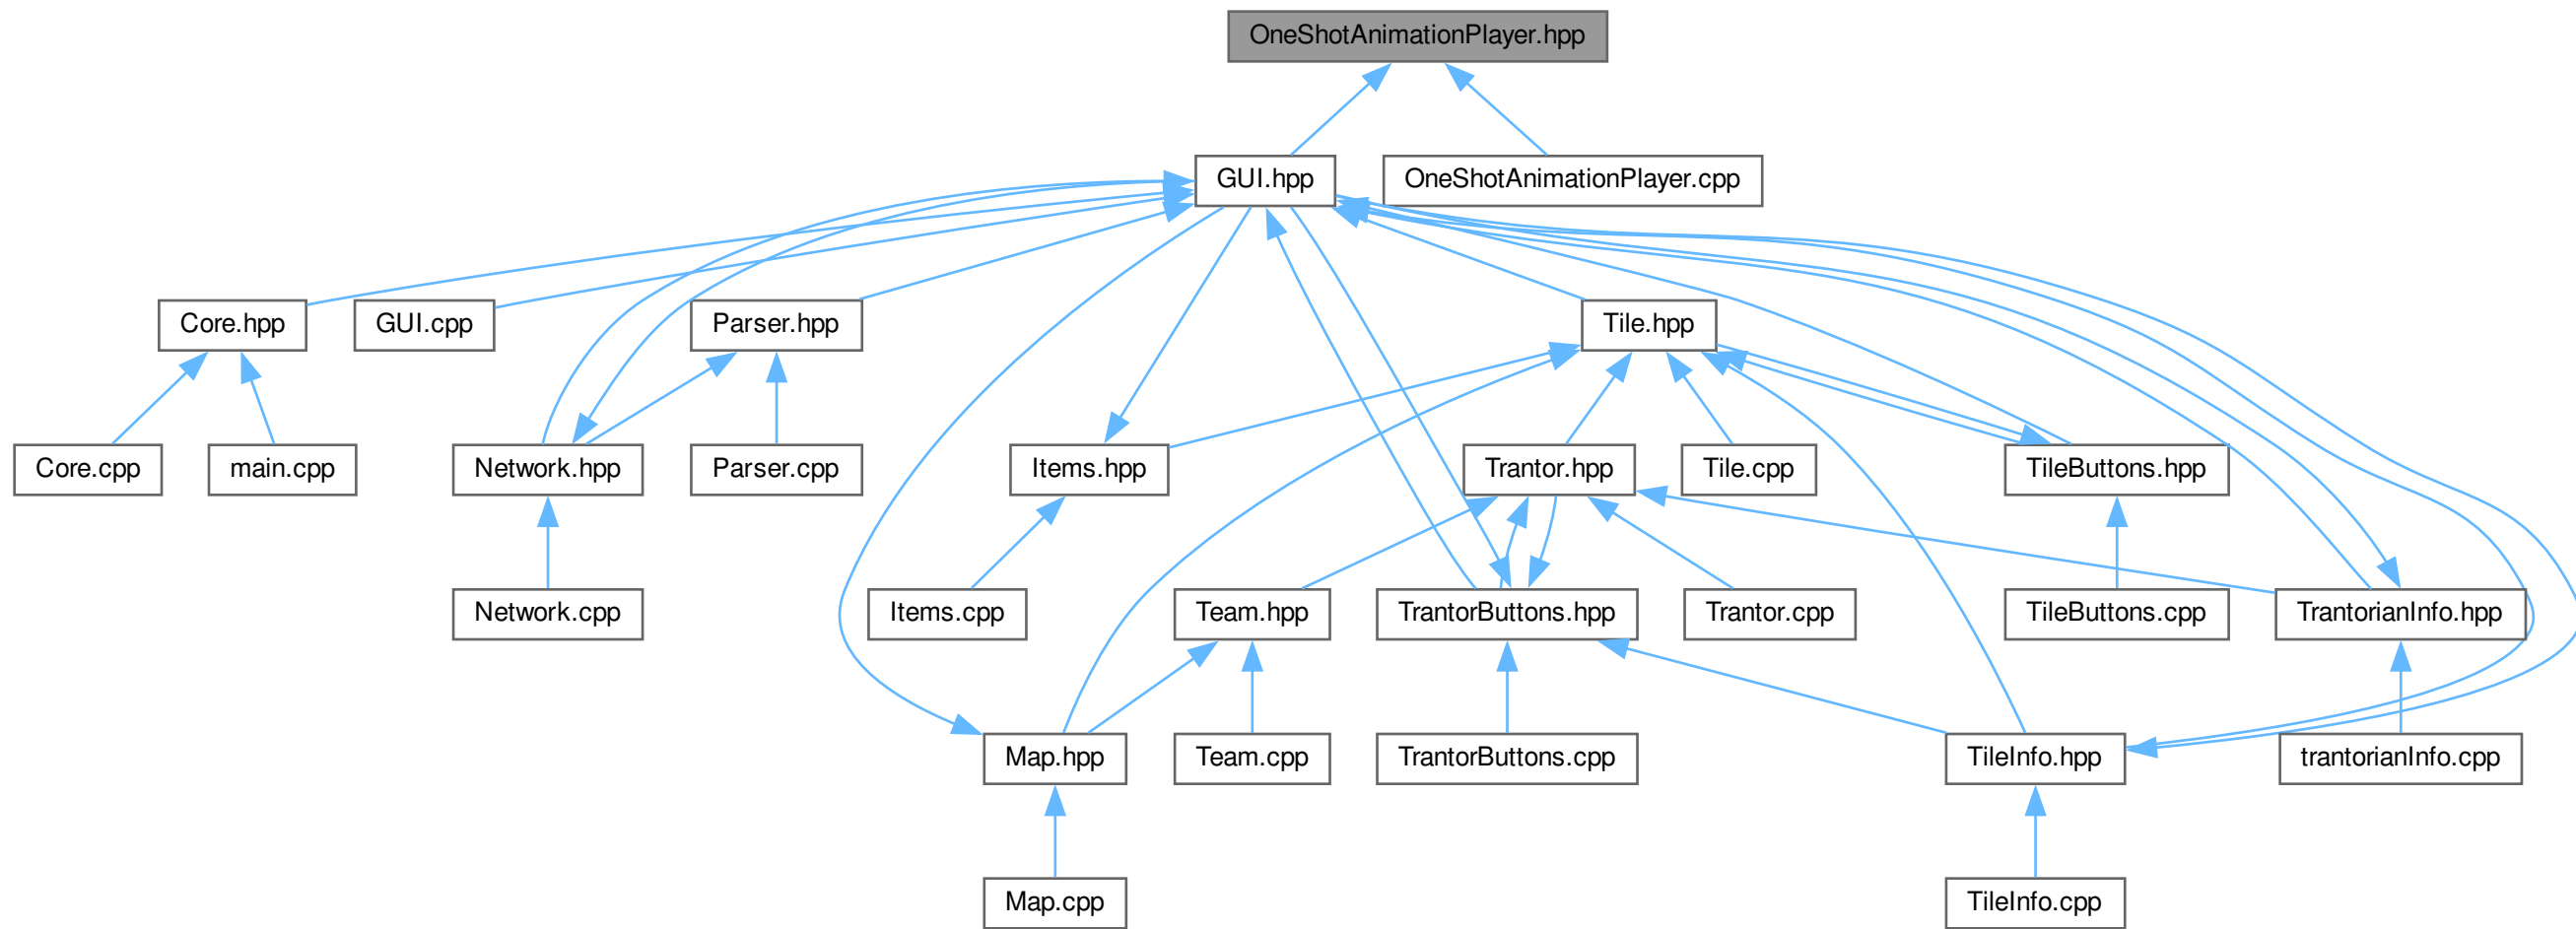 OneShotAnimationPlayer.hpp
GUI.hpp
OneShotAnimationPlayer.cpp
Core.hpp
GUI.cpp
Parser.hpp
Tile.hpp
Core.cpp
main.cpp
Network.hpp
Parser.cpp
Items.hpp
Trantor.hpp
Tile.cpp
TileButtons.hpp
Network.cpp
Items.cpp
Team.hpp
TrantorButtons.hpp
Trantor.cpp
TileButtons.cpp
TrantorianInfo.hpp
Map.hpp
Team.cpp
TrantorButtons.cpp
TileInfo.hpp
trantorianInfo.cpp
Map.cpp
TileInfo.cpp